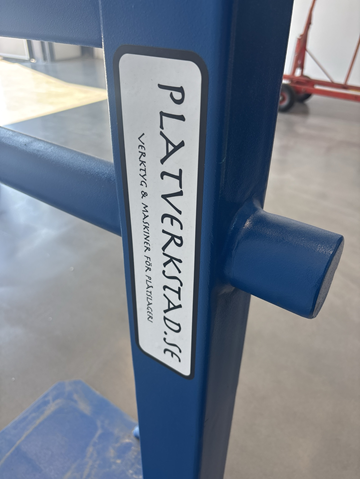 PLATVERKSTAD.SE
VERKTYG & MASKINER FÖR PLÅTSLAGERI